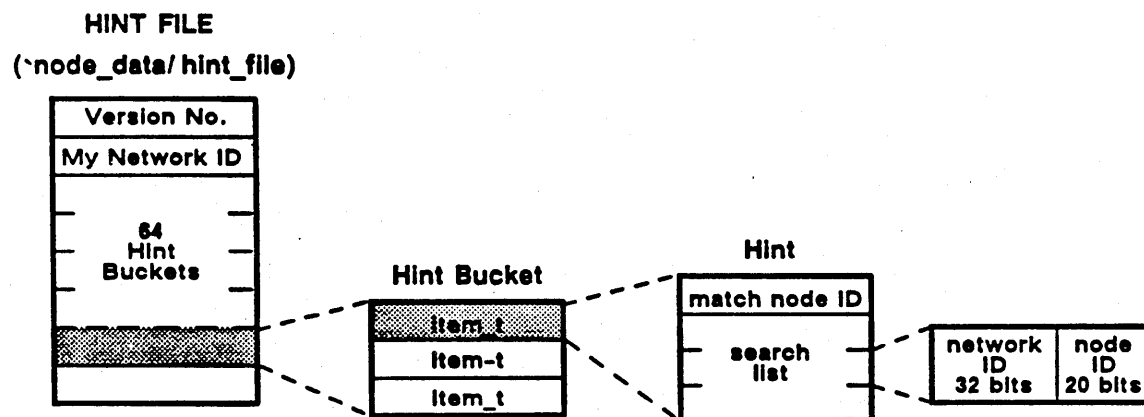 HINT FILE
(`node_data/ hint_file)
Version No.
My Network ID
64
Hint
Buckets
Hint Bucket
Item_t
Item-t
Item_t
Hint
match node ID
search
list
network
ID
32 bits
node
ID
20 bits